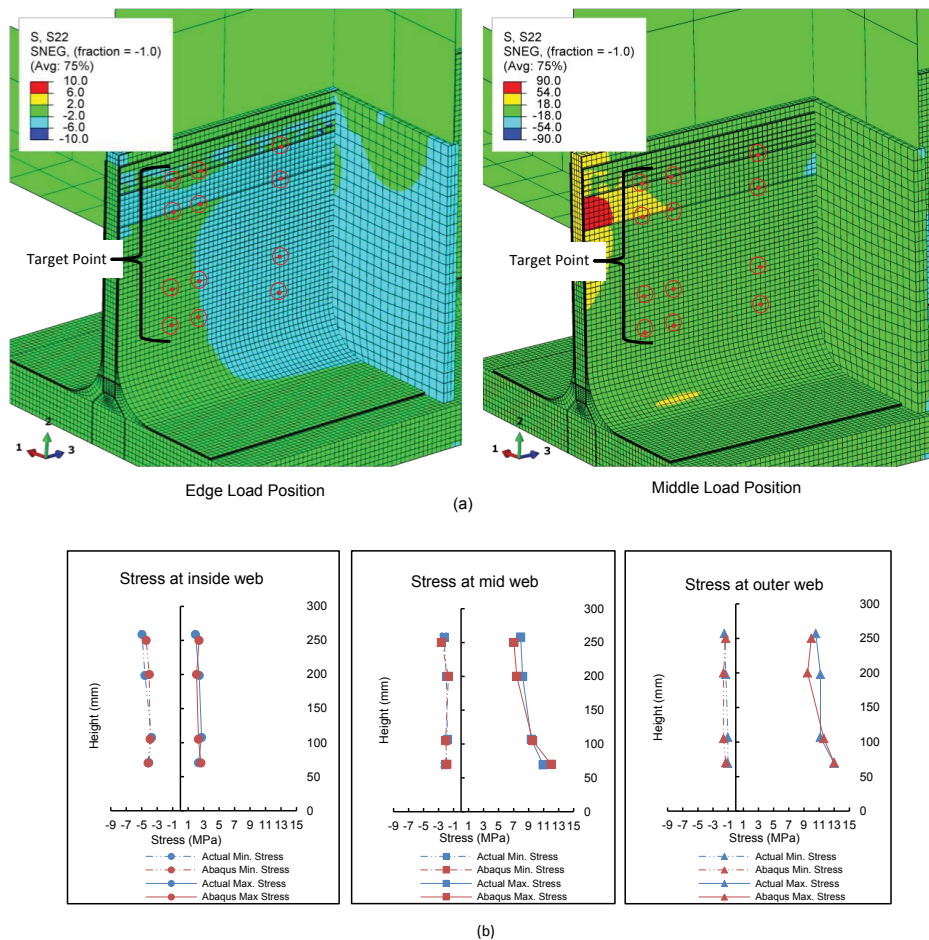 S, S22
SNEG, (fraction = -1.0)
(Avg: 75%)
10.0
6.0
2.0
-2.0
-6.0
-10.0
Target Point
2
1
3
Edge Load Position
S, S22
SNEG, (fraction = -1.0)
(Avg: 75%)
90.0
54.0
18.0
-18.0
-54.0
-90.0
Target Point
2
1
3
Middle Load Position
(a)
Stress at inside web
300
250
200
150
100
50
0
Height (mm)
-9 -7 -5 -3 -1 1 3 5 7 9 11 13 15
Stress (MPa)
Actual Min. Stress
Abaqus Min. Stress
Actual Max. Stress
Abaqus Max Stress
Stress at mid web
300
250
200
150
100
50
0
Height (mm)
-9 -7 -5 -3 -1 1 3 5 7 9 11 13 15
Stress (MPa)
Actual Min. Stress
Abaqus Min. Stress
Actual Max. Stress
Abaqus Max. Stress
Stress at outer web
300
250
200
150
100
50
0
Height (mm)
-9 -7 -5 -3 -1 1 3 5 7 9 11 13 15
Stress (MPa)
Actual Min. Stress
Abaqus Min. Stress
Actual Max. Stress
Abaqus Max. Stress
(b)